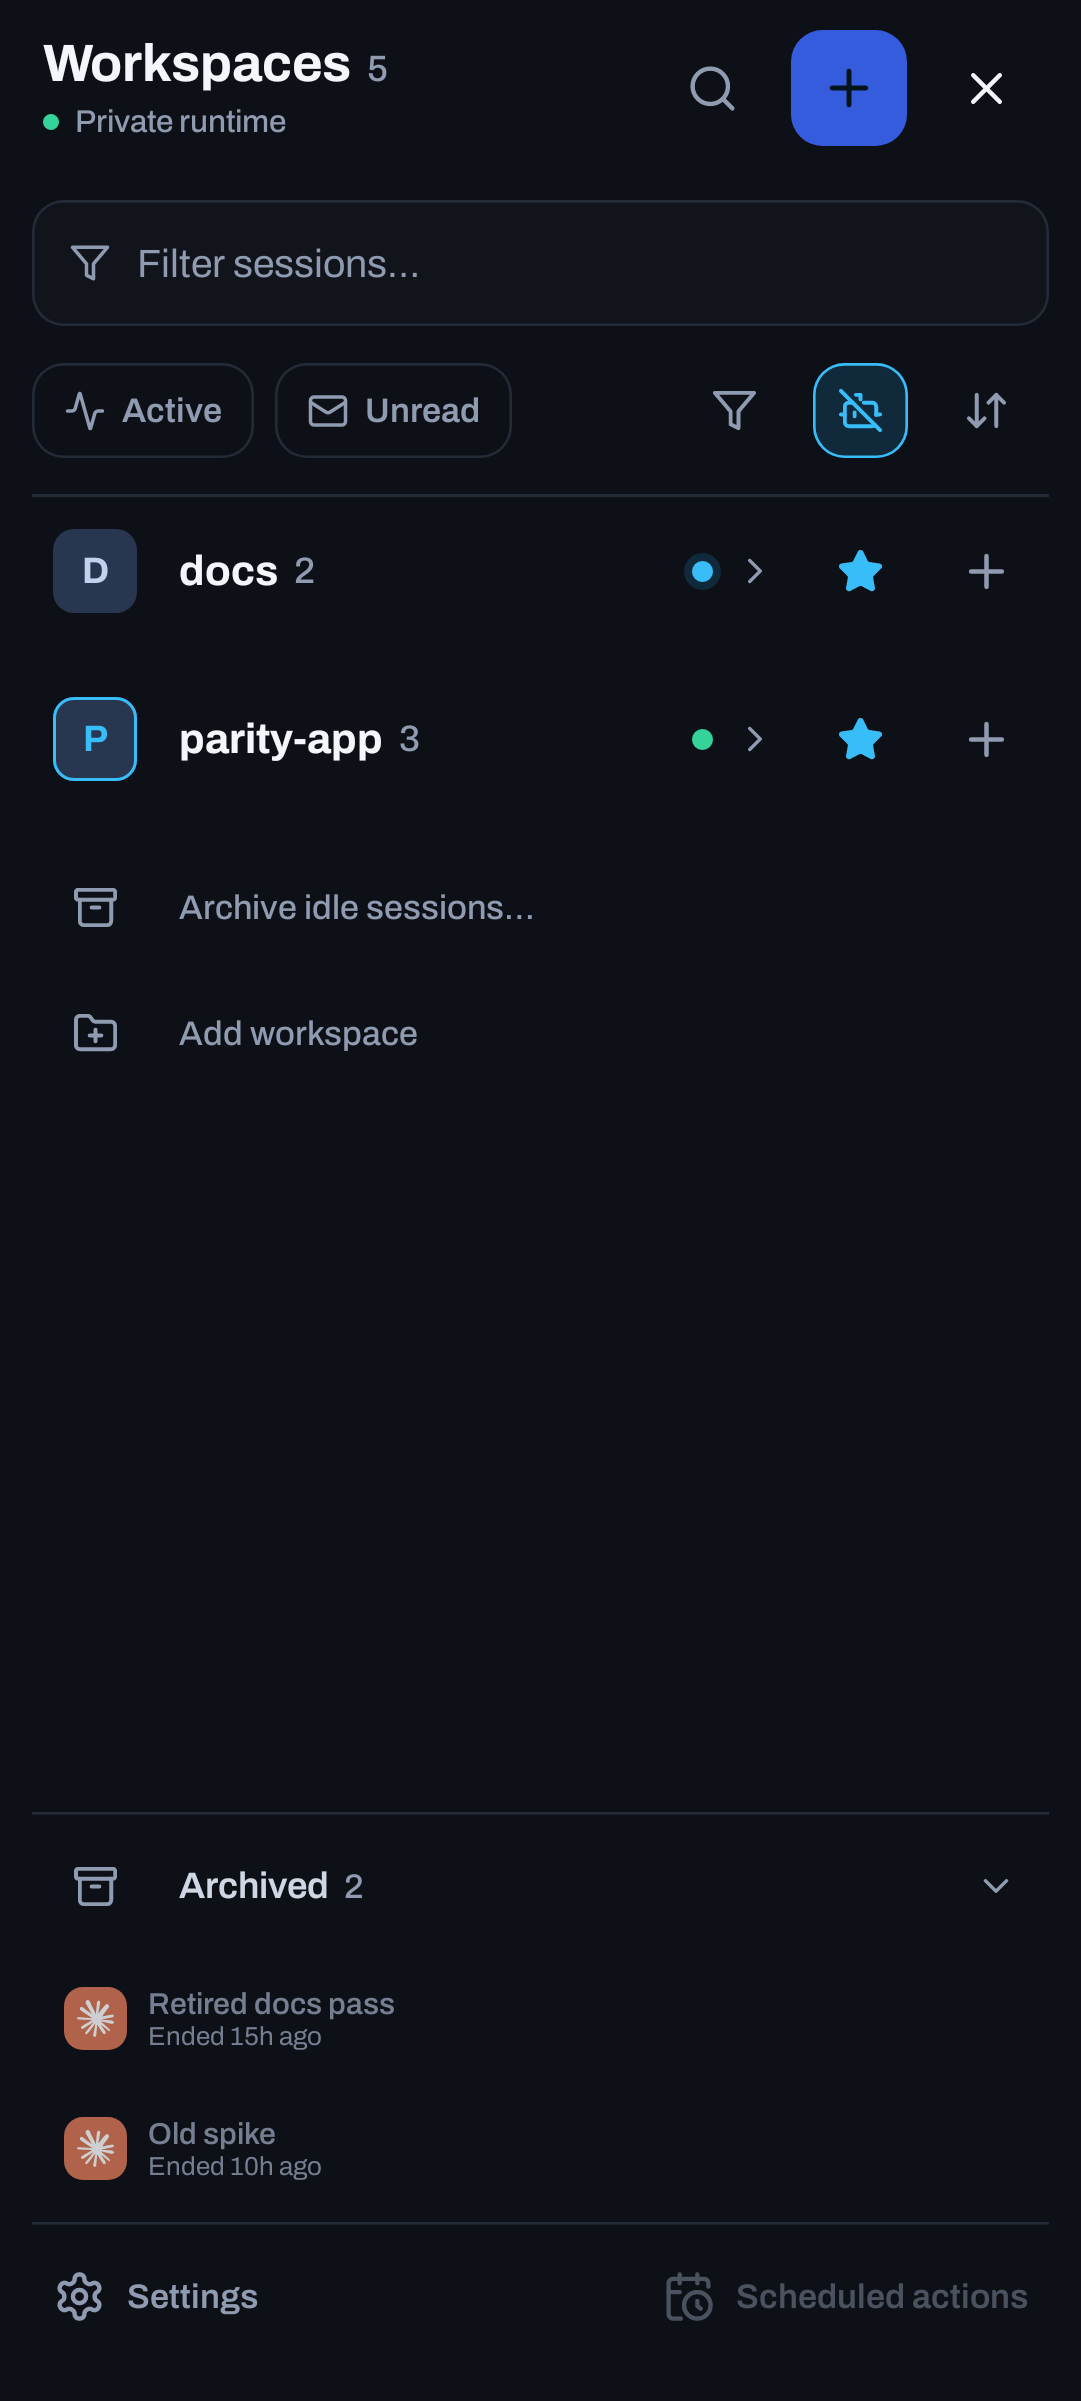 Workspaces 5
Private runtime
Filter sessions...
Active
Unread
D
docs 2
P
parity-app 3
Archive idle sessions...
Add workspace
Archived 2
Retired docs pass
Ended 15h ago
Old spike
Ended 10h ago
Settings
Scheduled actions